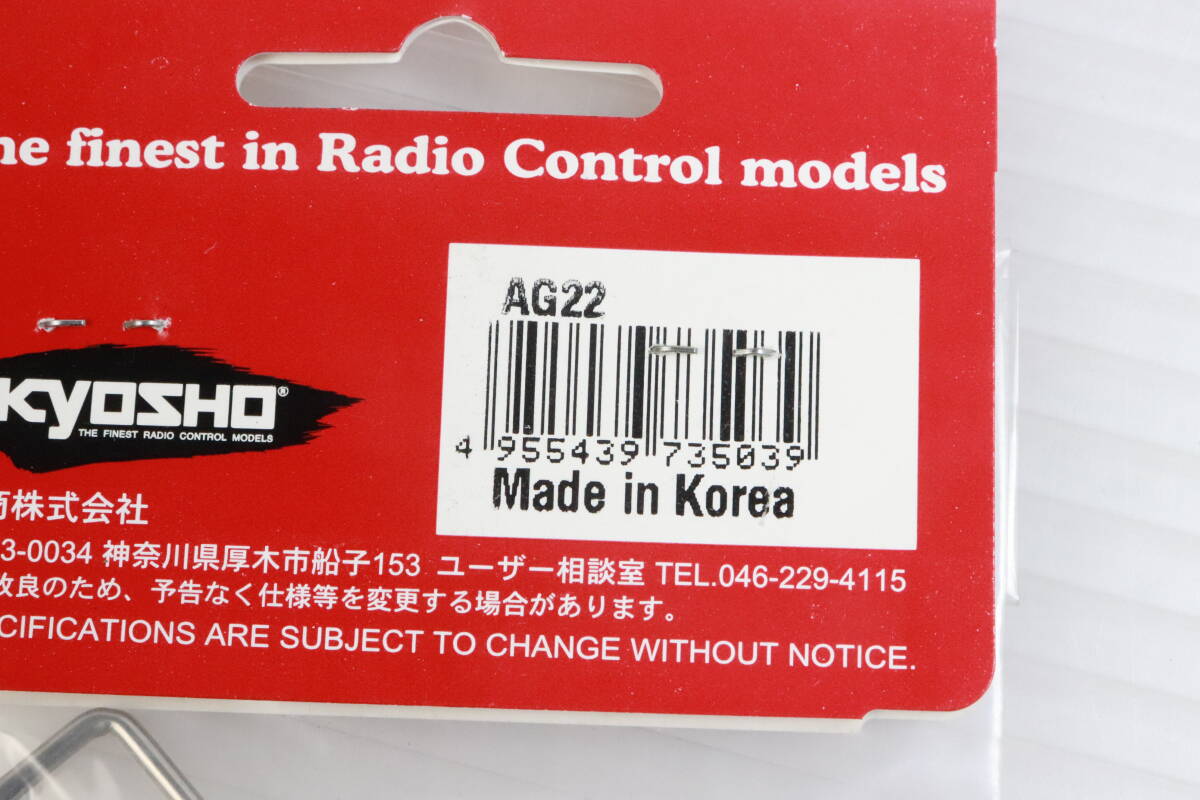 he finest in Radio Control models
AG22
4 955439 735039
Made in Korea
KYOSHO®
THE FINEST RADIO CONTROL MODELS
商株式会社
3-0034 神奈川県厚木市船子153 ユーザー相談室 TEL.046-229-4115
改良のため、予告なく仕様等を変更する場合があります。
CIFICATIONS ARE SUBJECT TO CHANGE WITHOUT NOTICE.